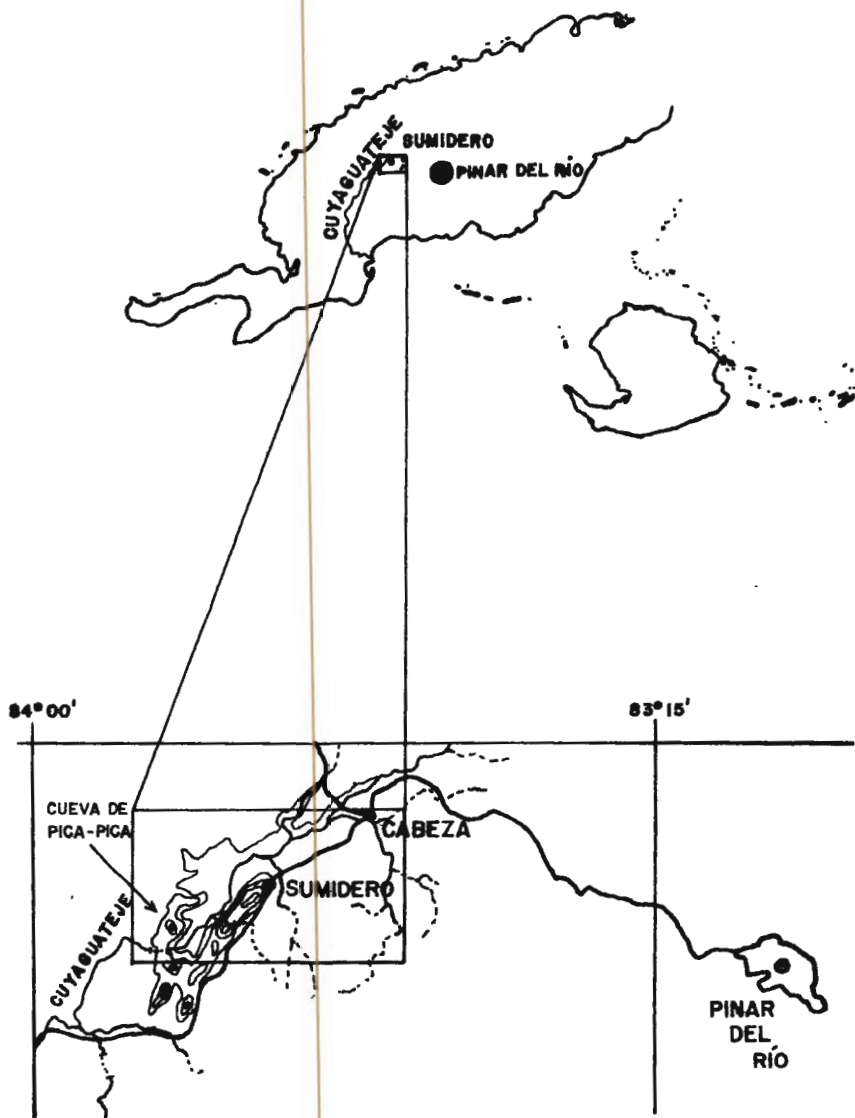 SUMIDERO
CUYAGUATEJE
PINAR DEL RÍO
84°00'
83°15'
CUEVA DE
PICA-PICA
CABEZA
SUMIDERO
CUYAGUATEJE
PINAR
DEL
RÍO